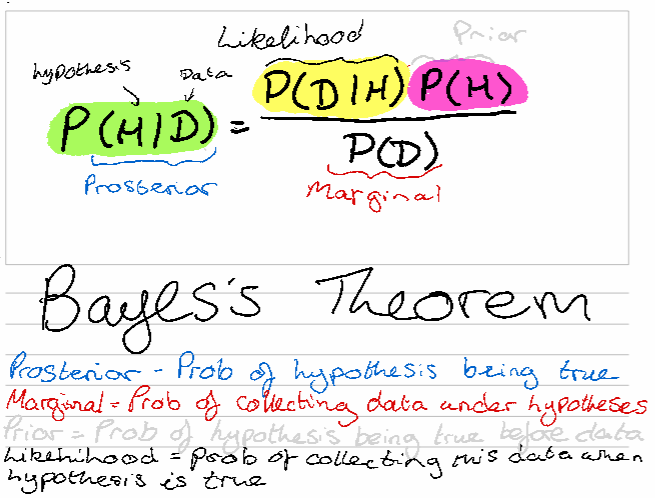 Likelihood
Prior
hypothesis
Data
P(H|D) = P(D|H) P(H)
P(D)
Prosterior
Marginal
Bayes's Theorem
Prosterior - Prob of hypothesis being true
Marginal = Prob of collecting data under hypotheses
Prior = Prob of hypothesis being true before data
Likehihood = Prob of collecting this data when
hypothesis is true